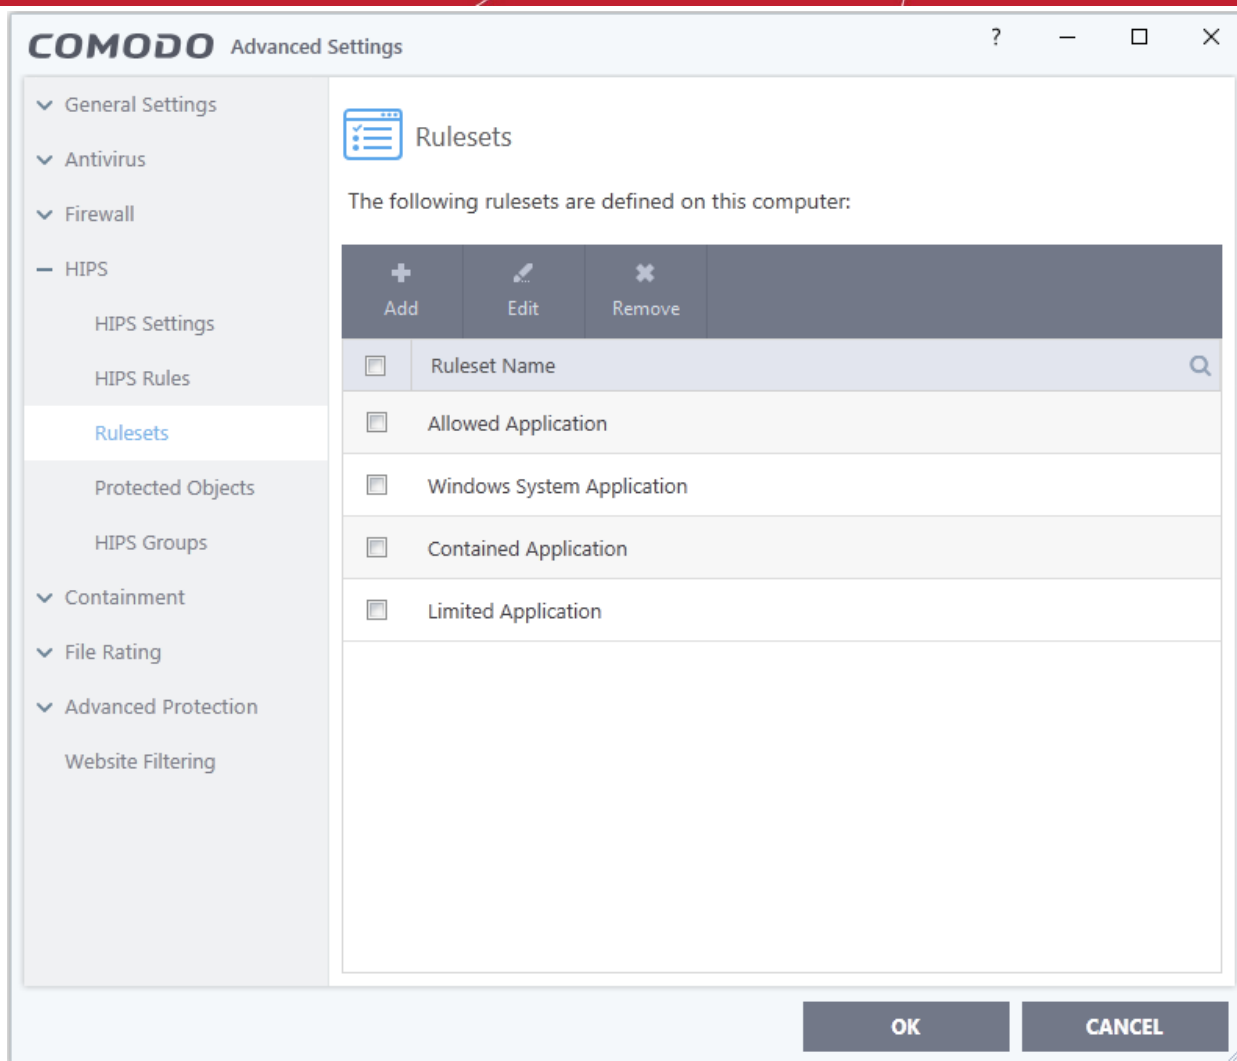 COMODO Advanced Settings ?
General Settings
Antivirus
Firewall
HIPS
HIPS Settings
HIPS Rules
Rulesets
Protected Objects
HIPS Groups
Containment
File Rating
Advanced Protection
Website Filtering
Rulesets
The following rulesets are defined on this computer:
Add Edit Remove
Ruleset Name
Allowed Application
Windows System Application
Contained Application
Limited Application
OK CANCEL